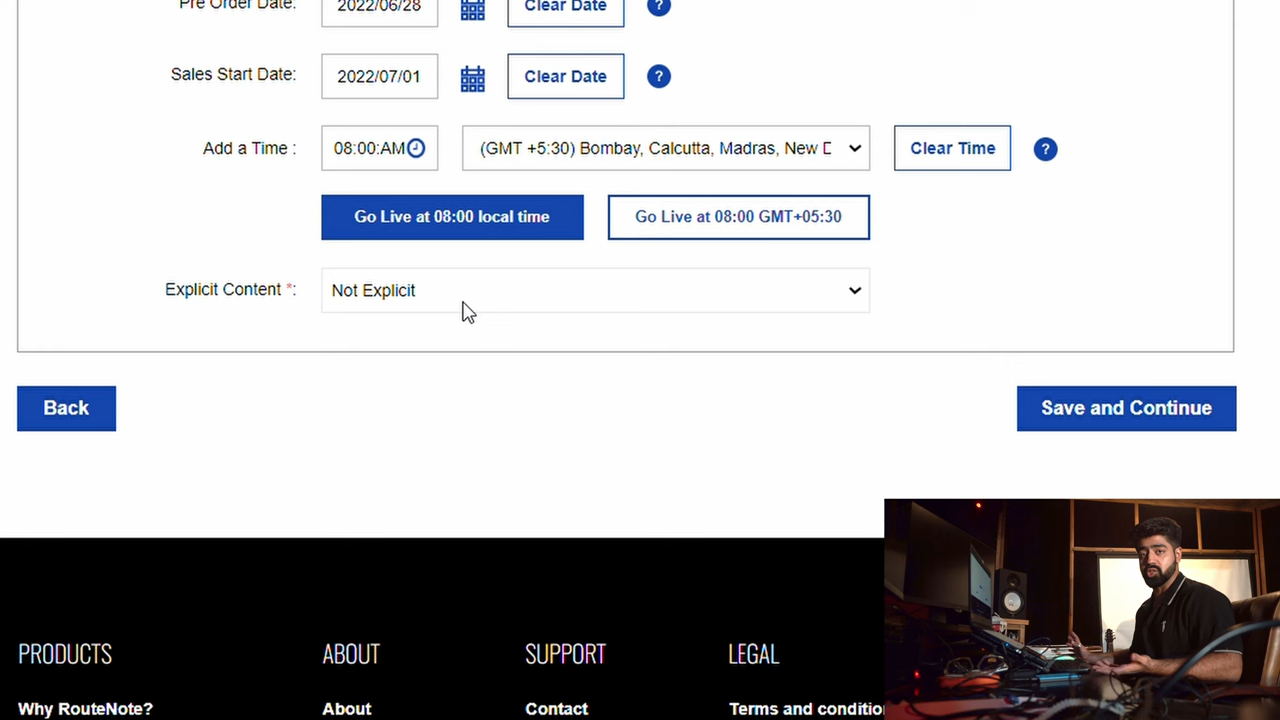 Pre Order Date: 2022/06/28 Clear Date ?
Sales Start Date: 2022/07/01 Clear Date ?
Add a Time : 08:00:AM (GMT +5:30) Bombay, Calcutta, Madras, New D Clear Time ?
Go Live at 08:00 local time Go Live at 08:00 GMT+05:30
Explicit Content *: Not Explicit
Back Save and Continue
PRODUCTS ABOUT SUPPORT LEGAL
Why RouteNote? About Contact Terms and conditio